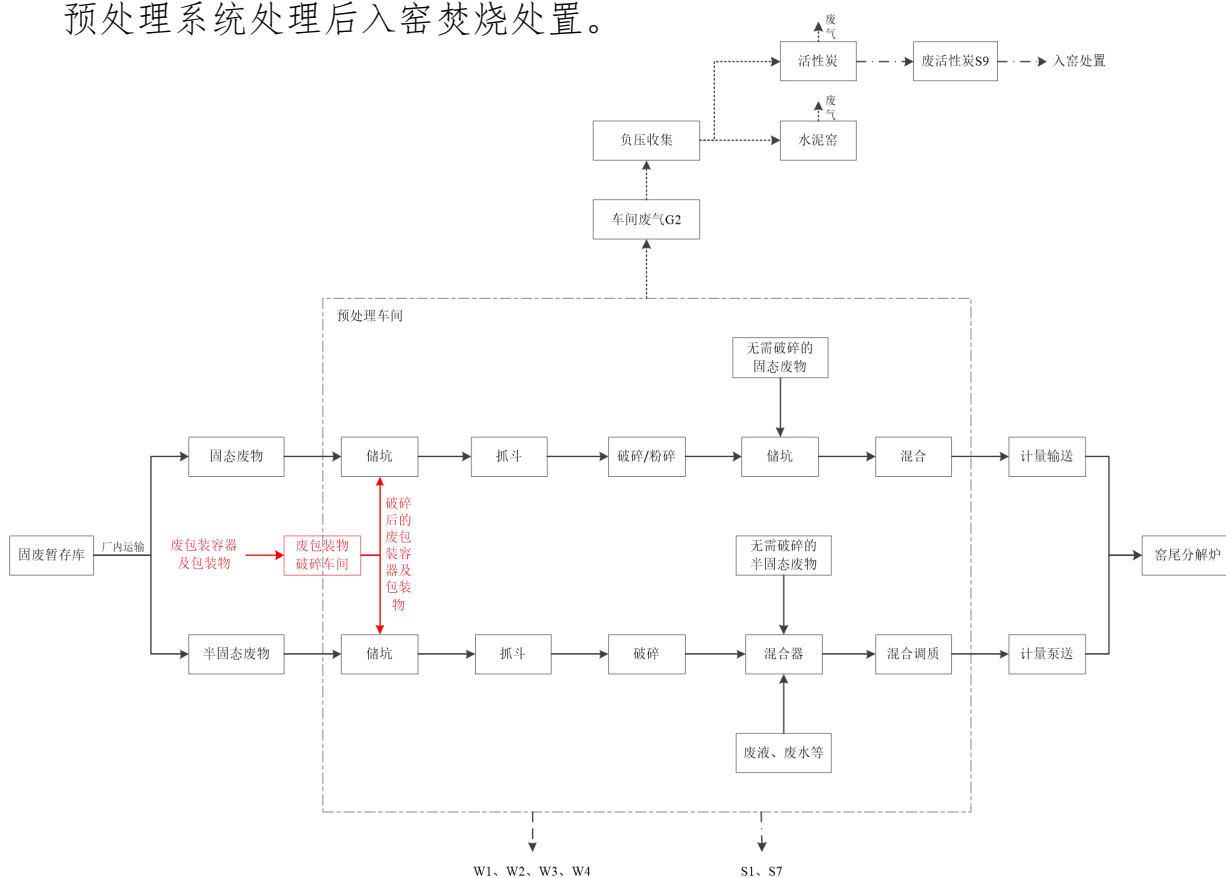 预处理系统处理后入窑焚烧处置。
废
气
活性炭
废活性炭S9
入窑处置
废
气
负压收集
水泥窑
车间废气G2
预处理车间
无需破碎的
固态废物
固态废物
储坑
抓斗
破碎/粉碎
储坑
混合
计量输送
破碎
后的
废包
装容
器及
包装
物
固废暂存库
厂内运输
废包装容器
及包装物
废包装物
破碎车间
无需破碎的
半固态废物
窑尾分解炉
半固态废物
储坑
抓斗
破碎
混合器
混合调质
计量泵送
废液、废水等
W1、W2、W3、W4
S1、S7